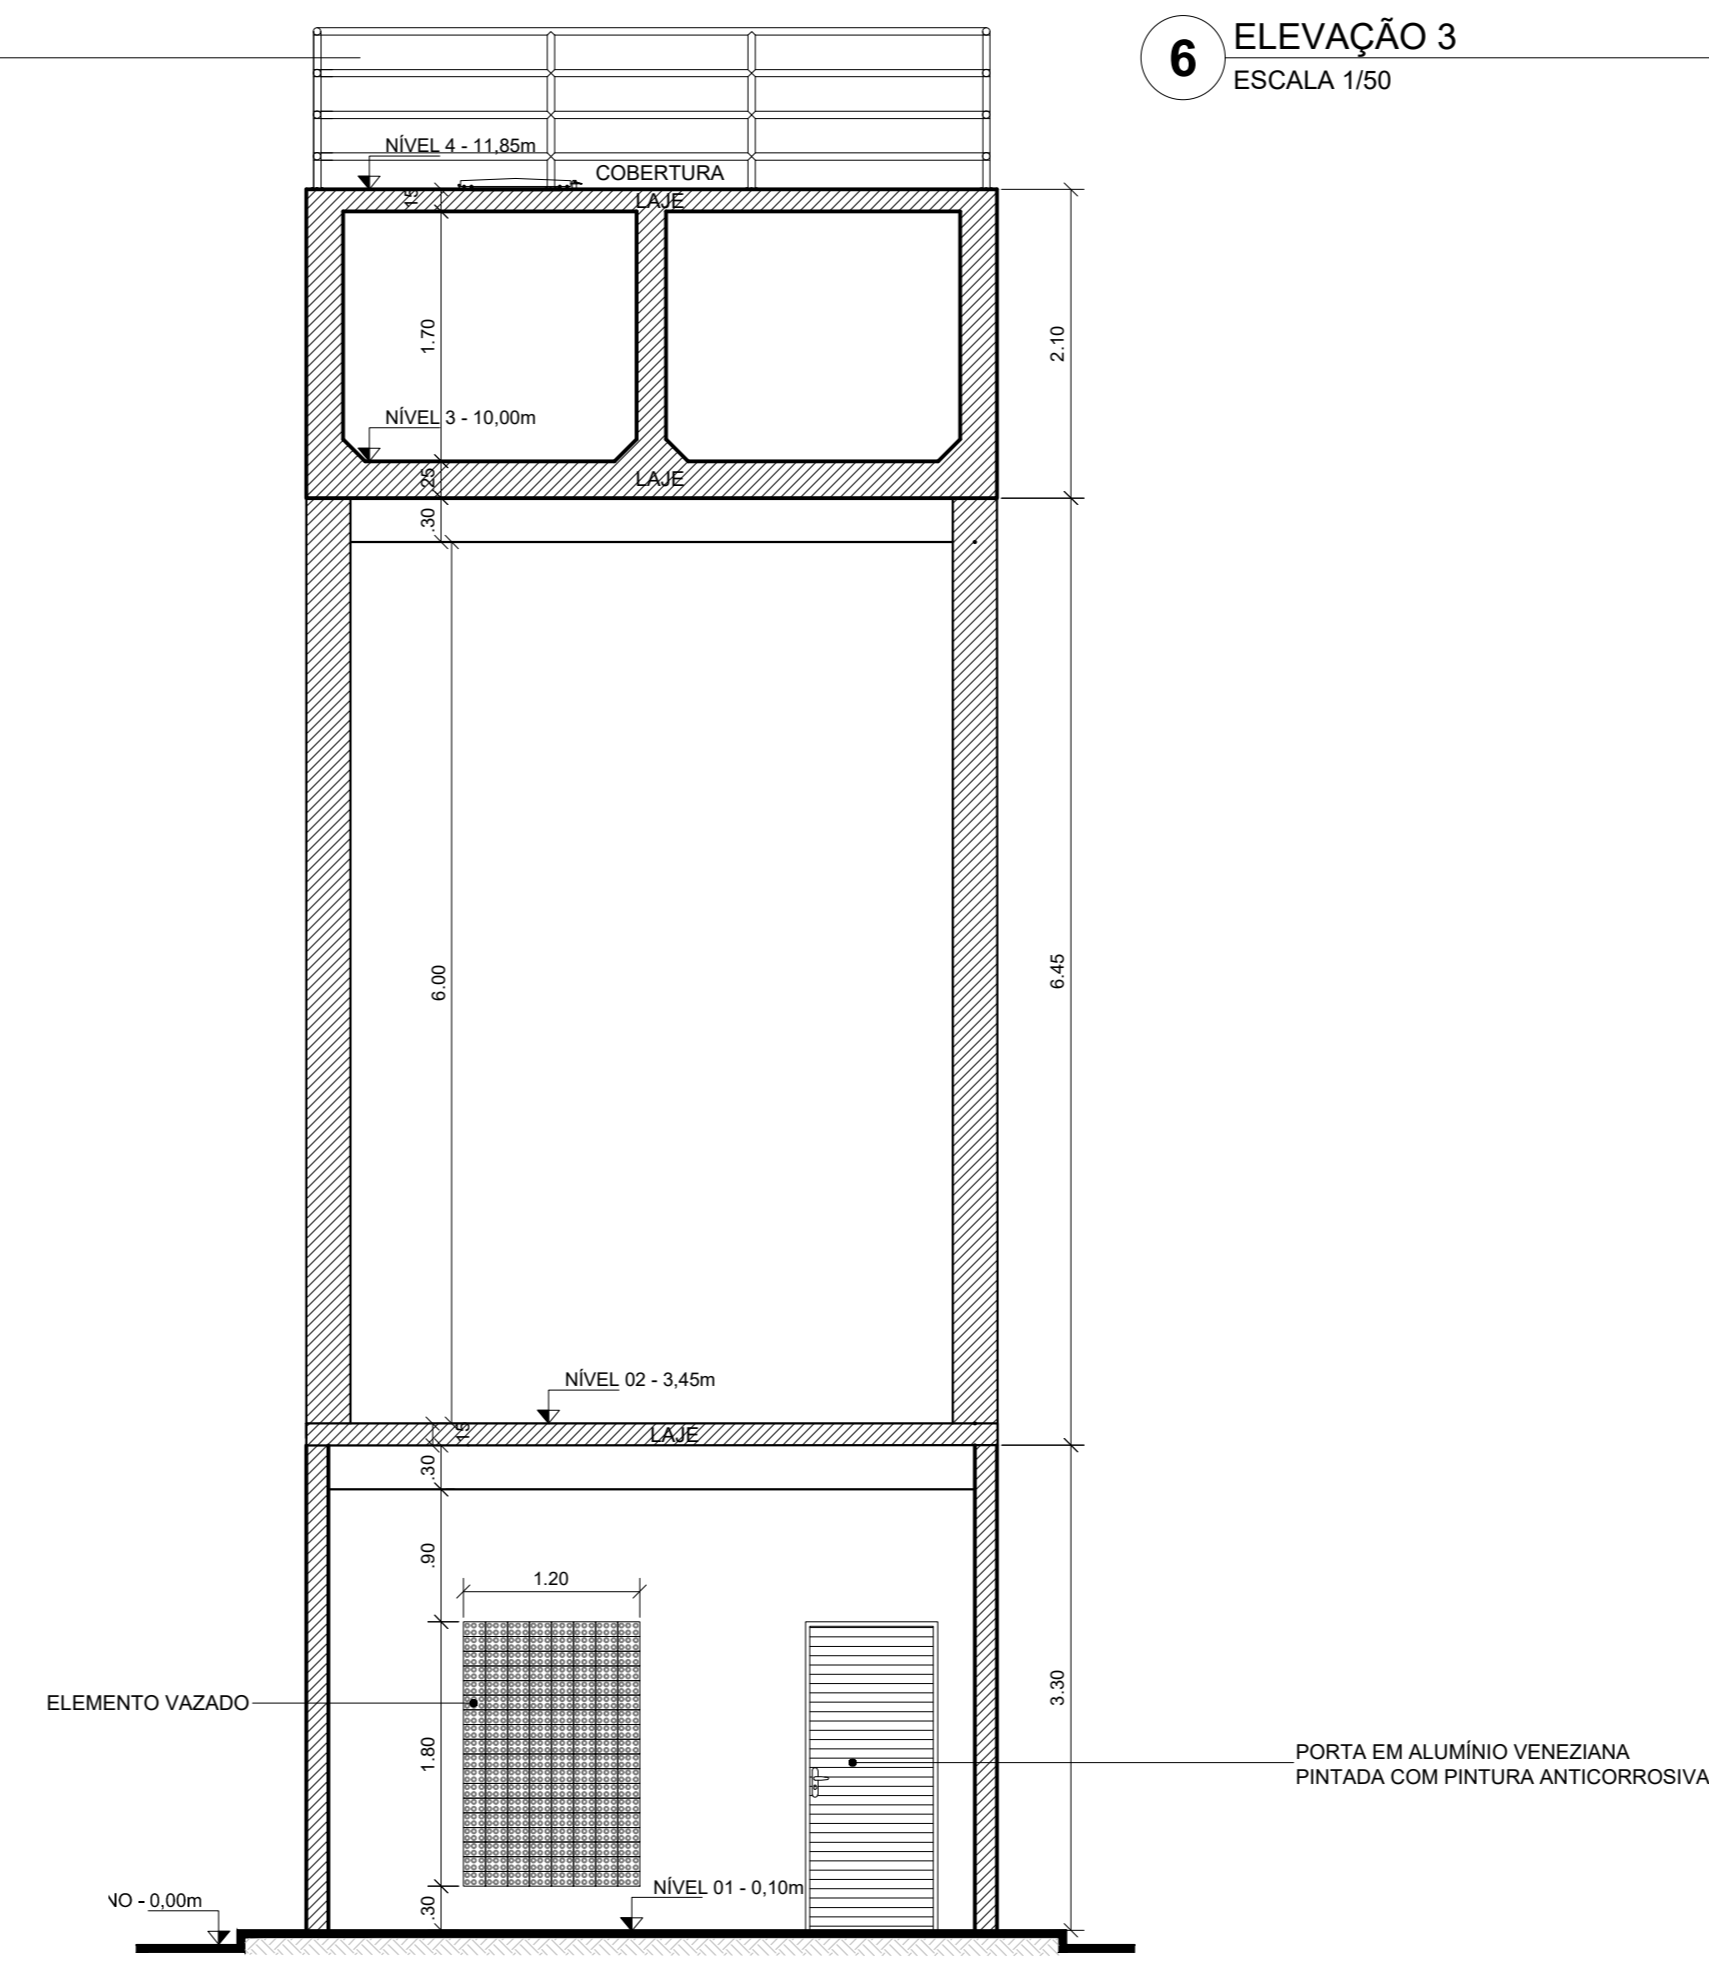 6
ELEVAÇÃO 3
ESCALA 1/50
NÍVEL 4 - 11,85m
COBERTURA
15
LAJE
1.70
2.10
NÍVEL 3 - 10,00m
.25
LAJE
.30
6.00
6.45
NÍVEL 02 - 3,45m
15
LAJE
.30
.90
1.20
ELEMENTO VAZADO
1.80
3.30
PORTA EM ALUMÍNIO VENEZIANA
PINTADA COM PINTURA ANTICORROSIVA
NÍVEL 01 - 0,10m
NO - 0,00m
.30